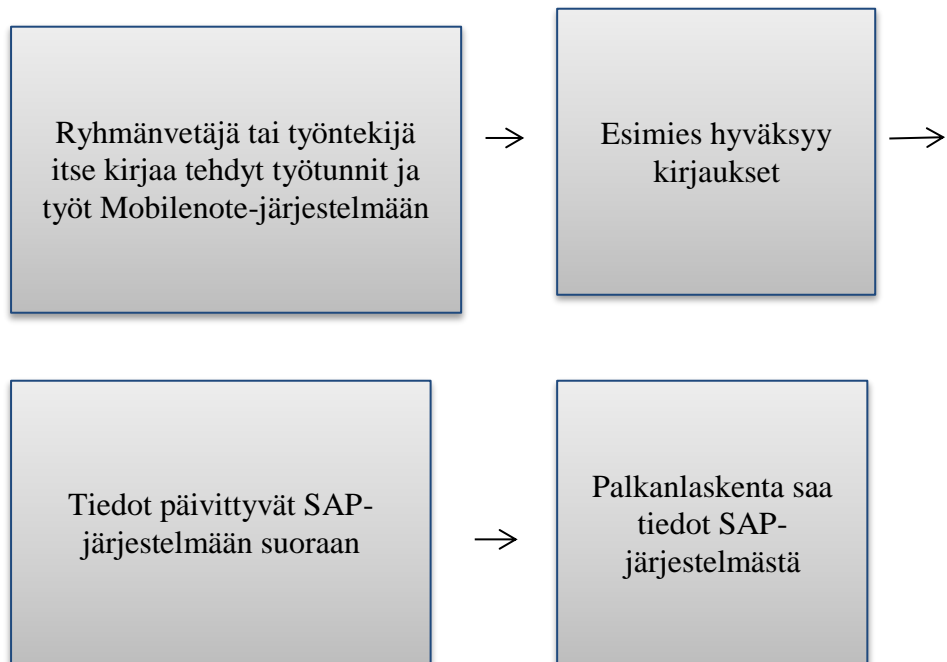 Ryhmänvetäjä tai työntekijä
itse kirjaa tehdyt työtunnit ja
työt Mobilenote-järjestelmään
Esimies hyväksyy
kirjaukset
Tiedot päivittyvät SAP-
järjestelmään suoraan
Palkanlaskenta saa
tiedot SAP-
järjestelmästä